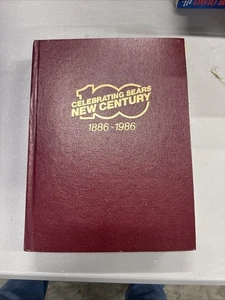 100
CELEBRATING SEARS
NEW CENTURY
1886-1986